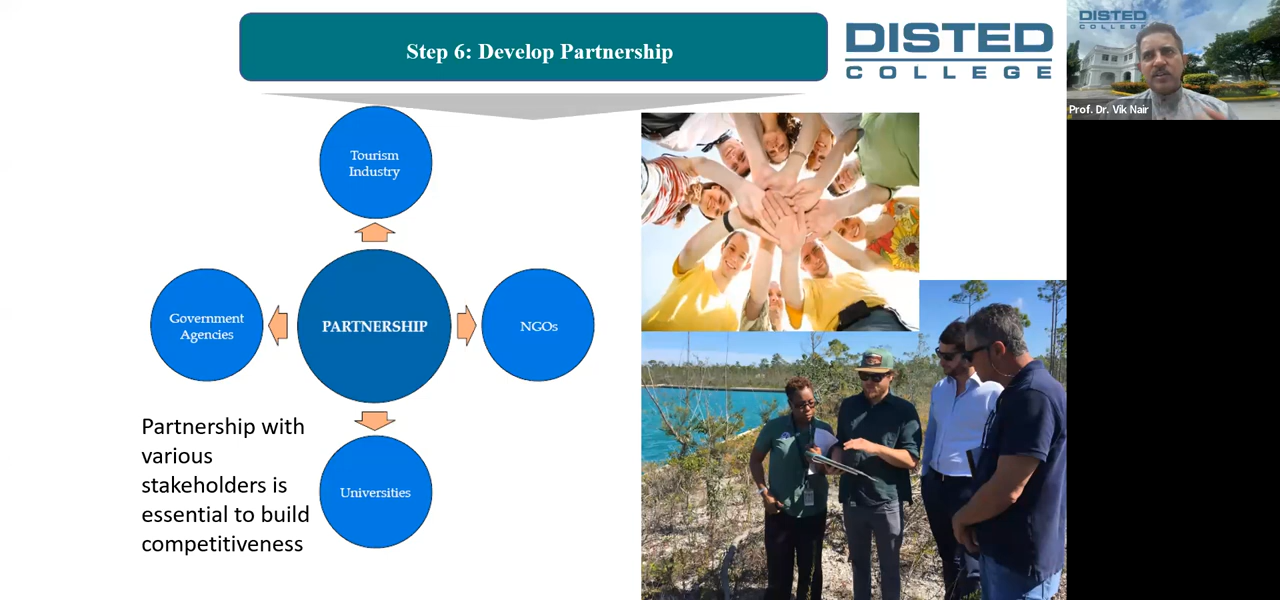 Step 6: Develop Partnership
DISTED
COLLEGE
DISTED
COLLEGE
Prof. Dr. Vik Nair
Tourism
Industry
Government
Agencies
PARTNERSHIP
NGOs
Universities
Partnership with
various
stakeholders is
essential to build
competitiveness